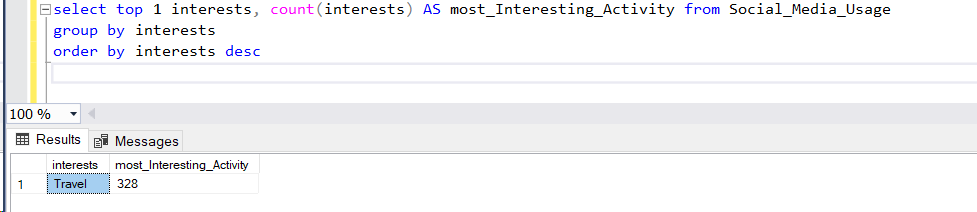 select top 1 interests, count(interests) AS most_Interesting_Activity from Social_Media_Usage
group by interests
order by interests desc
100 %
Results Messages
interests most_Interesting_Activity
1 Travel 328